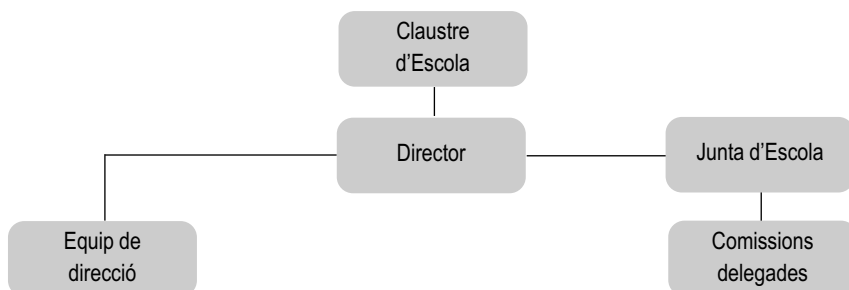 Claustre
d’Escola
Director
Junta d’Escola
Equip de
direcció
Comissions
delegades